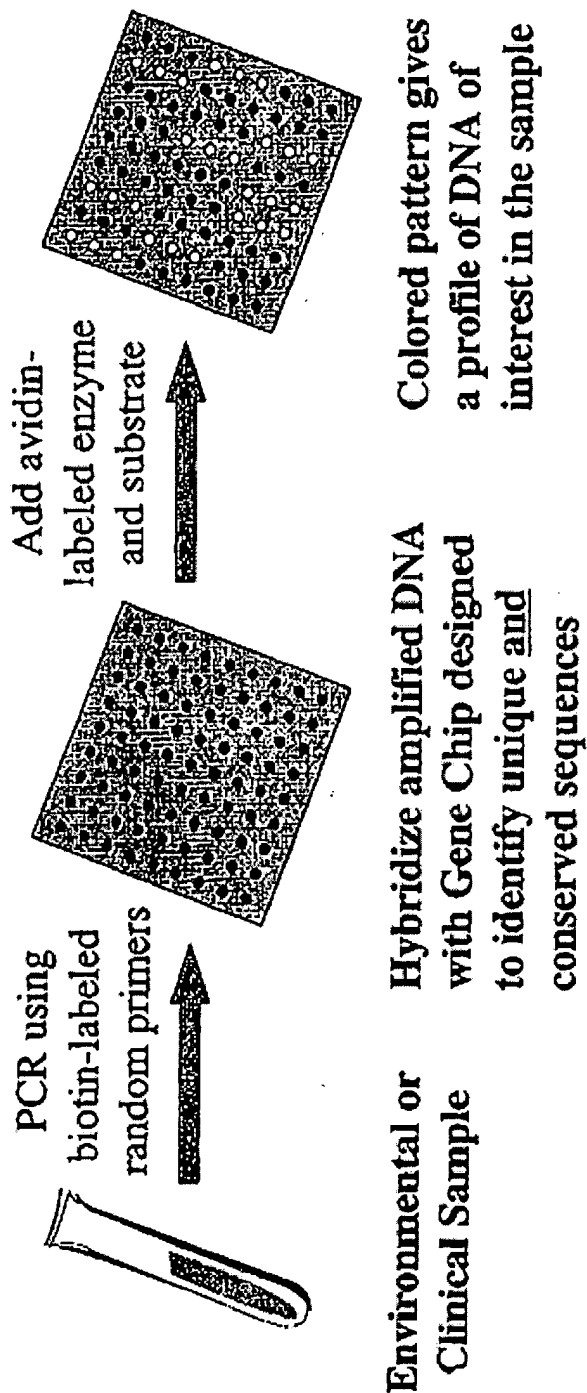 PCR using
biotin-labeled
random primers
Add avidin-
labeled enzyme
and substrate
Environmental or
Clinical Sample
Hybridize amplified DNA
with Gene Chip designed
to identify unique and
conserved sequences
Colored pattern gives
a profile of DNA of
interest in the sample